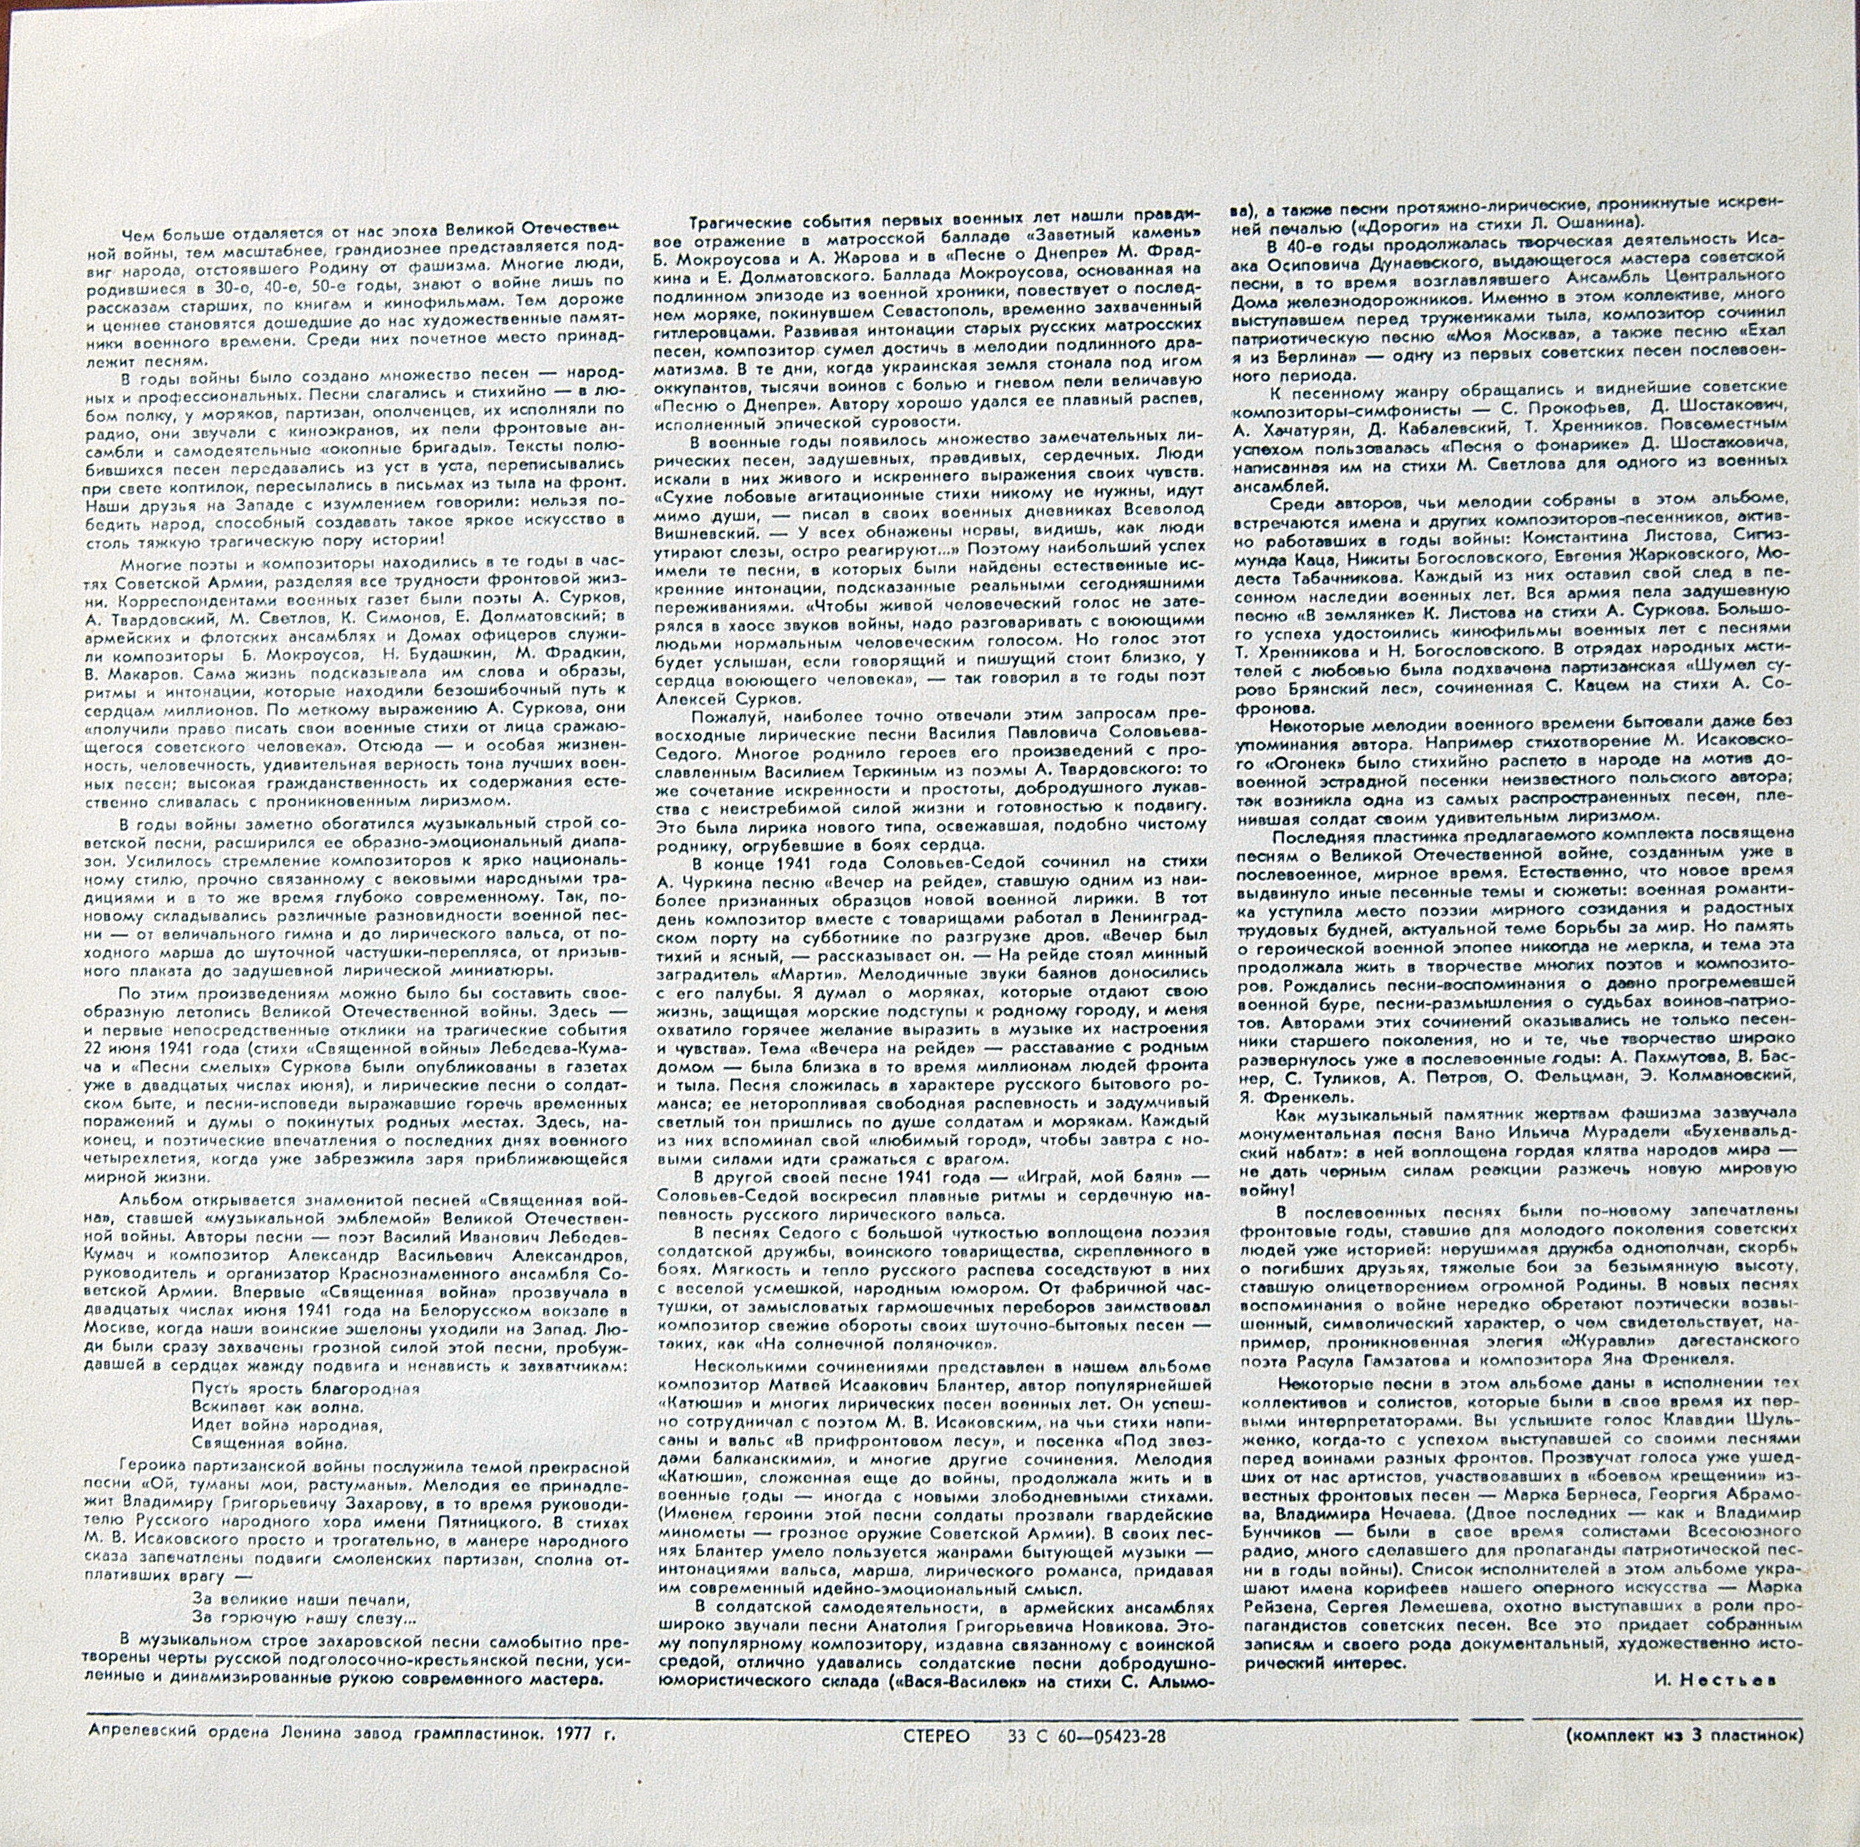 Чем больше отдаляется от нас эпоха Великой Отечествен-
ной войны, тем масштабнее, грандиознее представляется под-
виг народа, отстоявшего Родину от фашизма. Многие люди,
родившиеся в 30-е, 40-е, 50-е годы, знают о войне лишь по
рассказам старших, по книгам и кинофильмам. Тем дороже
и ценнее становятся дошедшие до нас художественные памят-
ники военного времени. Среди них почетное место принад-
лежит песням.
В годы войны было создано множество песен — народ-
ных и профессиональных. Песни слагались и стихийно — в лю-
бом полку, у моряков, партизан, ополченцев, их исполняли по
радио, они звучали с киноэкранов, их пели фронтовые ан-
самбли и самодеятельные «окопные бригады». Тексты полю-
бившихся песен передавались из уст в уста, переписывались
при свете коптилок, пересылались в письмах из тыла на фронт.
Наши друзья на Западе с изумлением говорили: нельзя по-
бедить народ, способный создавать такое яркое искусство в
столь тяжкую трагическую пору истории!
Многие поэты и композиторы находились в те годы в час-
тях Советской Армии, разделяя все трудности фронтовой жиз-
ни. Корреспондентами военных газет были поэты А. Сурков,
А. Твардовский, М. Светлов, К. Симонов, Е. Долматовский; в
армейских и флотских ансамблях и Домах офицеров служи-
ли композиторы Б. Мокроусов, Н. Будашкин, М. Фрадкин,
В. Макаров. Сама жизнь подсказывала им слова и образы,
ритмы и интонации, которые находили безошибочный путь к
сердцам миллионов. По меткому выражению А. Суркова, они
«получили право писать свои военные стихи от лица сражаю-
щегося советского человека». Отсюда — и особая жизнен-
ность, человечность, удивительная верность тона лучших воен-
ных песен; высокая гражданственность их содержания есте-
ственно сливалась с проникновенным лиризмом.
В годы войны заметно обогатился музыкальный строй со-
ветской песни, расширился ее образно-эмоциональный диапа-
зон. Усилилось стремление композиторов к ярко националь-
ному стилю, прочно связанному с вековыми народными тра-
дициями и в то же время глубоко современному. Так, по-
новому складывались различные разновидности военной пес-
ни — от величального гимна и до лирического вальса, от по-
ходного марша до шуточной частушки-перепляса, от призыв-
ного плаката до задушевной лирической миниатюры.
По этим произведениям можно было бы составить свое-
образную летопись Великой Отечественной войны. Здесь —
и первые непосредственные отклики на трагические события
22 июня 1941 года (стихи «Священной войны» Лебедева-Кума-
ча и «Песни смелых» Суркова были опубликованы в газетах
уже в двадцатых числах июня), и лирические песни о солдат-
ском быте, и песни-исповеди выражавшие горечь временных
поражений и думы о покинутых родных местах. Здесь, на-
конец, и поэтические впечатления о последних днях военного
четырехлетия, когда уже забрезжила заря приближающейся
мирной жизни.
Альбом открывается знаменитой песней «Священная вой-
на», ставшей «музыкальной эмблемой» Великой Отечествен-
ной войны. Авторы песни — поэт Василий Иванович Лебедев-
Кумач и композитор Александр Васильевич Александров,
руководитель и организатор Краснознаменного ансамбля Со-
ветской Армии. Впервые «Священная война» прозвучала в
двадцатых числах июня 1941 года на Белорусском вокзале в
Москве, когда наши воинские эшелоны уходили на Запад. Лю-
ди были сразу захвачены грозной силой этой песни, пробуж-
давшей в сердцах жажду подвига и ненависть к захватчикам:
Пусть ярость благородная
Вскипает как волна.
Идет война народная,
Священная война.
Героика партизанской войны послужила темой прекрасной
песни «Ой, туманы мои, растуманы». Мелодия ее принадле-
жит Владимиру Григорьевичу Захарову, в то время руководи-
телю Русского народного хора имени Пятницкого. В стихах
М. В. Исаковского просто и трогательно, в манере народного
сказа запечатлены подвиги смоленских партизан, сполна от-
плативших врагу —
За великие наши печали,
За горючую нашу слезу...
В музыкальном строе захаровской песни самобытно пре-
творены черты русской подголосочно-крестьянской песни, уси-
ленные и динамизированные рукою современного мастера.
Трагические события первых военных лет нашли правди-
вое отражение в матросской балладе «Заветный камень»
Б. Мокроусова и А. Жарова и в «Песне о Днепре» М. Фрад-
кина и Е. Долматовского. Баллада Мокроусова, основанная на
подлинном эпизоде из военной хроники, повествует о послед-
нем моряке, покинувшем Севастополь, временно захваченный
гитлеровцами. Развивая интонации старых русских матросских
песен, композитор сумел достичь в мелодии подлинного дра-
матизма. В те дни, когда украинская земля стонала под игом
оккупантов, тысячи воинов с болью и гневом пели величавую
«Песню о Днепре». Автору хорошо удался ее плавный распев,
исполненный эпической суровости.
В военные годы появилось множество замечательных ли-
рических песен, задушевных, правдивых, сердечных. Люди
искали в них живого и искреннего выражения своих чувств.
«Сухие лобовые агитационные стихи никому не нужны, идут
мимо души, — писал в своих военных дневниках Всеволод
Вишневский. — У всех обнажены нервы, видишь, как люди
утирают слезы, остро реагируют...» Поэтому наибольший успех
имели те песни, в которых были найдены естественные ис-
кренние интонации, подсказанные реальными сегодняшними
переживаниями. «Чтобы живой человеческий голос не зате-
рялся в хаосе звуков войны, надо разговаривать с воюющими
людьми нормальным человеческим голосом. Но голос этот
будет услышан, если говорящий и пишущий стоит близко, у
сердца воюющего человека», — так говорил в те годы поэт
Алексей Сурков.
Пожалуй, наиболее точно отвечали этим запросам пре-
восходные лирические песни Василия Павловича Соловьева-
Седого. Многое роднило героев его произведений с про-
славленным Василием Теркиным из поэмы А. Твардовского: то
же сочетание искренности и простоты, добродушного лукав-
ства с неистребимой силой жизни и готовностью к подвигу.
Это была лирика нового типа, освежавшая, подобно чистому
роднику, огрубевшие в боях сердца.
В конце 1941 года Соловьев-Седой сочинил на стихи
А. Чуркина песню «Вечер на рейде», ставшую одним из наи-
более признанных образцов новой военной лирики. В тот
день композитор вместе с товарищами работал в Ленинград-
ском порту на субботнике по разгрузке дров. «Вечер был
тихий и ясный, — рассказывает он. — На рейде стоял минный
заградитель «Марти». Мелодичные звуки баянов доносились
с его палубы. Я думал о моряках, которые отдают свою
жизнь, защищая морские подступы к родному городу, и меня
охватило горячее желание выразить в музыке их настроения
и чувства». Тема «Вечера на рейде» — расставание с родным
домом — была близка в то время миллионам людей фронта
и тыла. Песня сложилась в характере русского бытового ро-
манса; ее неторопливая свободная распевность и задумчивый
светлый тон пришлись по душе солдатам и морякам. Каждый
из них вспоминал свой «любимый город», чтобы завтра с но-
выми силами идти сражаться с врагом.
В другой своей песне 1941 года — «Играй, мой баян» —
Соловьев-Седой воскресил плавные ритмы и сердечную на-
певность русского лирического вальса.
В песнях Седого с большой чуткостью воплощена поэзия
солдатской дружбы, воинского товарищества, скрепленного в
боях. Мягкость и тепло русского распева соседствуют в них
с веселой усмешкой, народным юмором. От фабричной час-
тушки, от замысловатых гармошечных переборов заимствовал
композитор свежие обороты своих шуточно-бытовых песен —
таких, как «На солнечной поляночке».
Несколькими сочинениями представлен в нашем альбоме
композитор Матвей Исаакович Блантер, автор популярнейшей
«Катюши» и многих лирических песен военных лет. Он успеш-
но сотрудничал с поэтом М. В. Исаковским, на чьи стихи напи-
саны и вальс «В прифронтовом лесу», и песенка «Под звез-
дами балканскими», и многие другие сочинения. Мелодия
«Катюши», сложенная еще до войны, продолжала жить и в
военные годы — иногда с новыми злободневными стихами.
(Именем героини этой песни солдаты прозвали гвардейские
минометы — грозное оружие Советской Армии). В своих пес-
нях Блантер умело пользуется жанрами бытующей музыки —
интонациями вальса, марша, лирического романса, придавая
им современный идейно-эмоциональный смысл.
В солдатской самодеятельности, в армейских ансамблях
широко звучали песни Анатолия Григорьевича Новикова. Это-
му популярному композитору, издавна связанному с воинской
средой, отлично удавались солдатские песни добродушно-
юмористического склада («Вася-Василек» на стихи С. Алымо-
ва), а также песни протяжно-лирические, проникнутые искрен-
ней печалью («Дороги» на стихи Л. Ошанина).
В 40-е годы продолжалась творческая деятельность Иса-
ака Осиповича Дунаевского, выдающегося мастера советской
песни, в то время возглавлявшего Ансамбль Центрального
Дома железнодорожников. Именно в этом коллективе, много
выступавшем перед тружениками тыла, композитор сочинил
патриотическую песню «Моя Москва», а также песню «Ехал
я из Берлина» — одну из первых советских песен послевоен-
ного периода.
К песенному жанру обращались и виднейшие советские
композиторы-симфонисты — С. Прокофьев, Д. Шостакович,
А. Хачатурян, Д. Кабалевский, Т. Хренников. Повсеместным
успехом пользовалась «Песня о фонарике» Д. Шостаковича,
написанная им на стихи М. Светлова для одного из военных
ансамблей.
Среди авторов, чьи мелодии собраны в этом альбоме,
встречаются имена и других композиторов-песенников, актив-
но работавших в годы войны: Константина Листова, Сигиз-
мунда Каца, Никиты Богословского, Евгения Жарковского, Мо-
деста Табачникова. Каждый из них оставил свой след в пе-
сенном наследии военных лет. Вся армия пела задушевную
песню «В землянке» К. Листова на стихи А. Суркова. Большо-
го успеха удостоились кинофильмы военных лет с песнями
Т. Хренникова и Н. Богословского. В отрядах народных мсти-
телей с любовью была подхвачена партизанская «Шумел су-
рово Брянский лес», сочиненная С. Кацем на стихи А. Со-
фронова.
Некоторые мелодии военного времени бытовали даже без
упоминания автора. Например стихотворение М. Исаковско-
го «Огонек» было стихийно распето в народе на мотив до-
военной эстрадной песенки неизвестного польского автора;
так возникла одна из самых распространенных песен, пле-
нившая солдат своим удивительным лиризмом.
Последняя пластинка предлагаемого комплекта посвящена
песням о Великой Отечественной войне, созданным уже в
послевоенное, мирное время. Естественно, что новое время
выдвинуло иные песенные темы и сюжеты: военная романти-
ка уступила место поэзии мирного созидания и радостных
трудовых будней, актуальной теме борьбы за мир. Но память
о героической военной эпопее никогда не меркла, и тема эта
продолжала жить в творчестве многих поэтов и композито-
ров. Рождались песни-воспоминания о давно прогремевшей
военной буре, песни-размышления о судьбах воинов-патрио-
тов. Авторами этих сочинений оказывались не только песен-
ники старшего поколения, но и те, чье творчество широко
развернулось уже в послевоенные годы: А. Пахмутова, В. Бас-
нер, С. Туликов, А. Петров, О. Фельцман, Э. Колмановский,
Я. Френкель.
Как музыкальный памятник жертвам фашизма зазвучала
монументальная песня Вано Ильича Мурадели «Бухенвальд-
ский набат»: в ней воплощена гордая клятва народов мира —
не дать черным силам реакции разжечь новую мировую
войну!
В послевоенных песнях были по-новому запечатлены
фронтовые годы, ставшие для молодого поколения советских
людей уже историей: нерушимая дружба однополчан, скорбь
о погибших друзьях, тяжелые бои за безымянную высоту,
ставшую олицетворением огромной Родины. В новых песнях
воспоминания о войне нередко обретают поэтически возвы-
шенный, символический характер, о чем свидетельствует, на-
пример, проникновенная элегия «Журавли» дагестанского
поэта Расула Гамзатова и композитора Яна Френкеля.
Некоторые песни в этом альбоме даны в исполнении тех
коллективов и солистов, которые были в свое время их пер-
выми интерпретаторами. Вы услышите голос Клавдии Шуль-
женко, когда-то с успехом выступавшей со своими песнями
перед воинами разных фронтов. Прозвучат голоса уже ушед-
ших от нас артистов, участвовавших в «боевом крещении» из-
вестных фронтовых песен — Марка Бернеса, Георгия Абрамо-
ва, Владимира Нечаева. (Двое последних — как и Владимир
Бунчиков — были в свое время солистами Всесоюзного
радио, много сделавшего для пропаганды патриотической пес-
ни в годы войны). Список исполнителей в этом альбоме укра-
шают имена корифеев нашего оперного искусства — Марка
Рейзена, Сергея Лемешева, охотно выступавших в роли про-
пагандистов советских песен. Все это придает собранным
записям и своего рода документальный, художественно исто-
рический интерес.
И. Нестьев
Апрелевский ордена Ленина завод грампластинок. 1977 г.
СТЕРЕО 33 С 60—05423-28
(комплект из 3 пластинок)